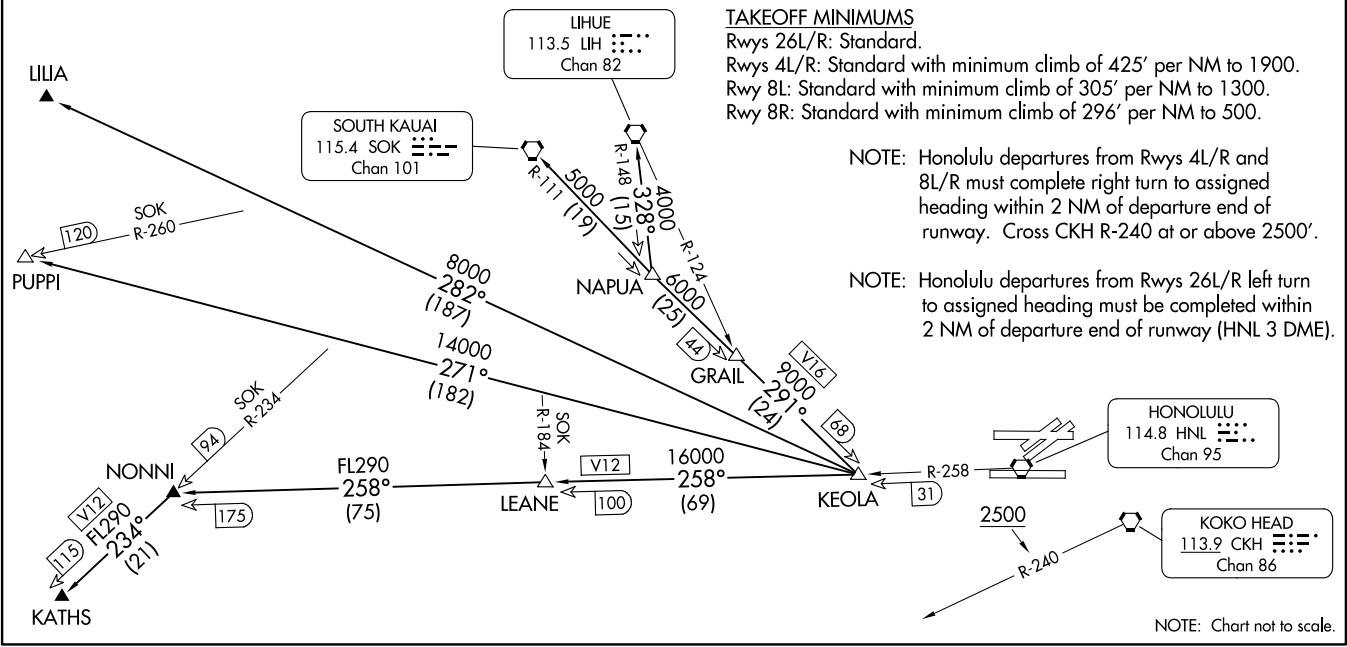 LIHUE
113.5 LIH
Chan 82
SOUTH KAUAI
115.4 SOK
Chan 101
TAKEOFF MINIMUMS
Rwys 26L/R: Standard.
Rwys 4L/R: Standard with minimum climb of 425' per NM to 1900.
Rwy 8L: Standard with minimum climb of 305' per NM to 1300.
Rwy 8R: Standard with minimum climb of 296' per NM to 500.
NOTE: Honolulu departures from Rwys 4L/R and
8L/R must complete right turn to assigned
heading within 2 NM of departure end of
runway. Cross CKH R-240 at or above 2500'.
NOTE: Honolulu departures from Rwys 26L/R left turn
to assigned heading must be completed within
2 NM of departure end of runway (HNL 3 DME).
LILIA
SOK
R-260
120
PUPPI
R-111
5000
(19)
R-148
328°
(15)
4000
R-124
NAPUA
6000
(25)
44
GRAIL
V16
9000
291°
(24)
68
8000
282°
(187)
14000
271°
(182)
SOK
R-234
94
NONNI
175
FL290
258°
(75)
SOK
R-184
LEANE
V12
100
16000
258°
(69)
KEOLA
R-258
31
HONOLULU
114.8 HNL
Chan 95
2500
R-240
KOKO HEAD
113.9 CKH
Chan 86
V12
FL290
234°
(21)
115
KATHS
NOTE: Chart not to scale.